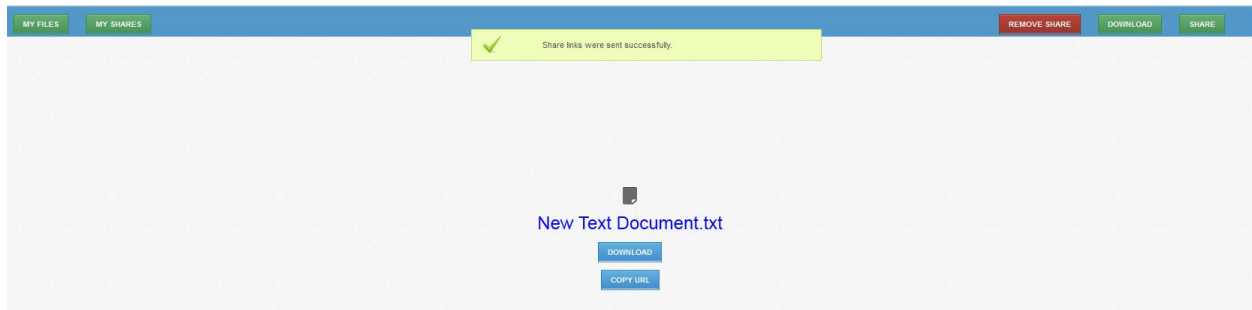 MY FILES MY SHARES REMOVE SHARE DOWNLOAD SHARE
Share links were sent successfully.
New Text Document.txt
DOWNLOAD
COPY URL